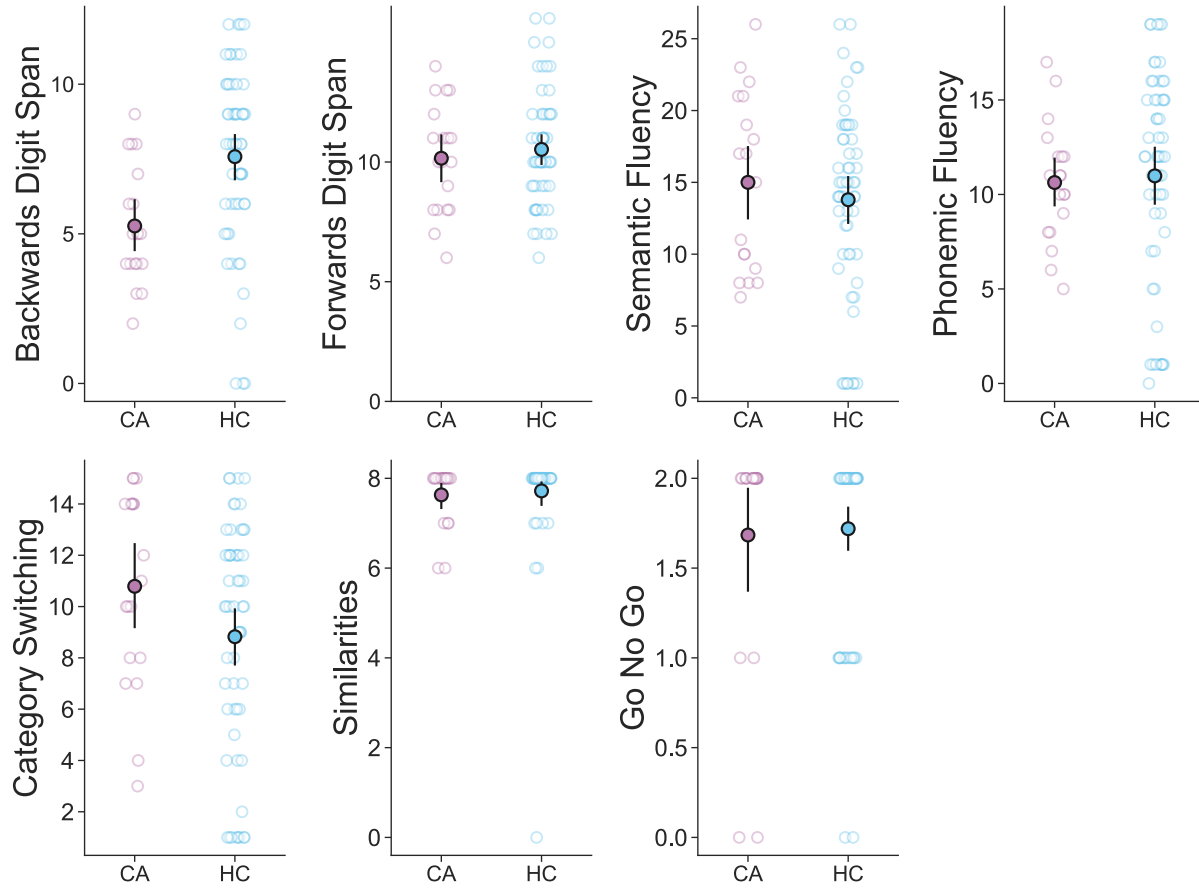 Backwards Digit Span
10
5
0
CA HC
Forwards Digit Span
10
5
0
CA HC
Semantic Fluency
25
20
15
10
5
0
CA HC
Phonemic Fluency
15
10
5
0
CA HC
Category Switching
14
12
10
8
6
4
2
CA HC
Similarities
8
6
4
2
0
CA HC
Go No Go
2.0
1.5
1.0
0.5
0.0
CA HC